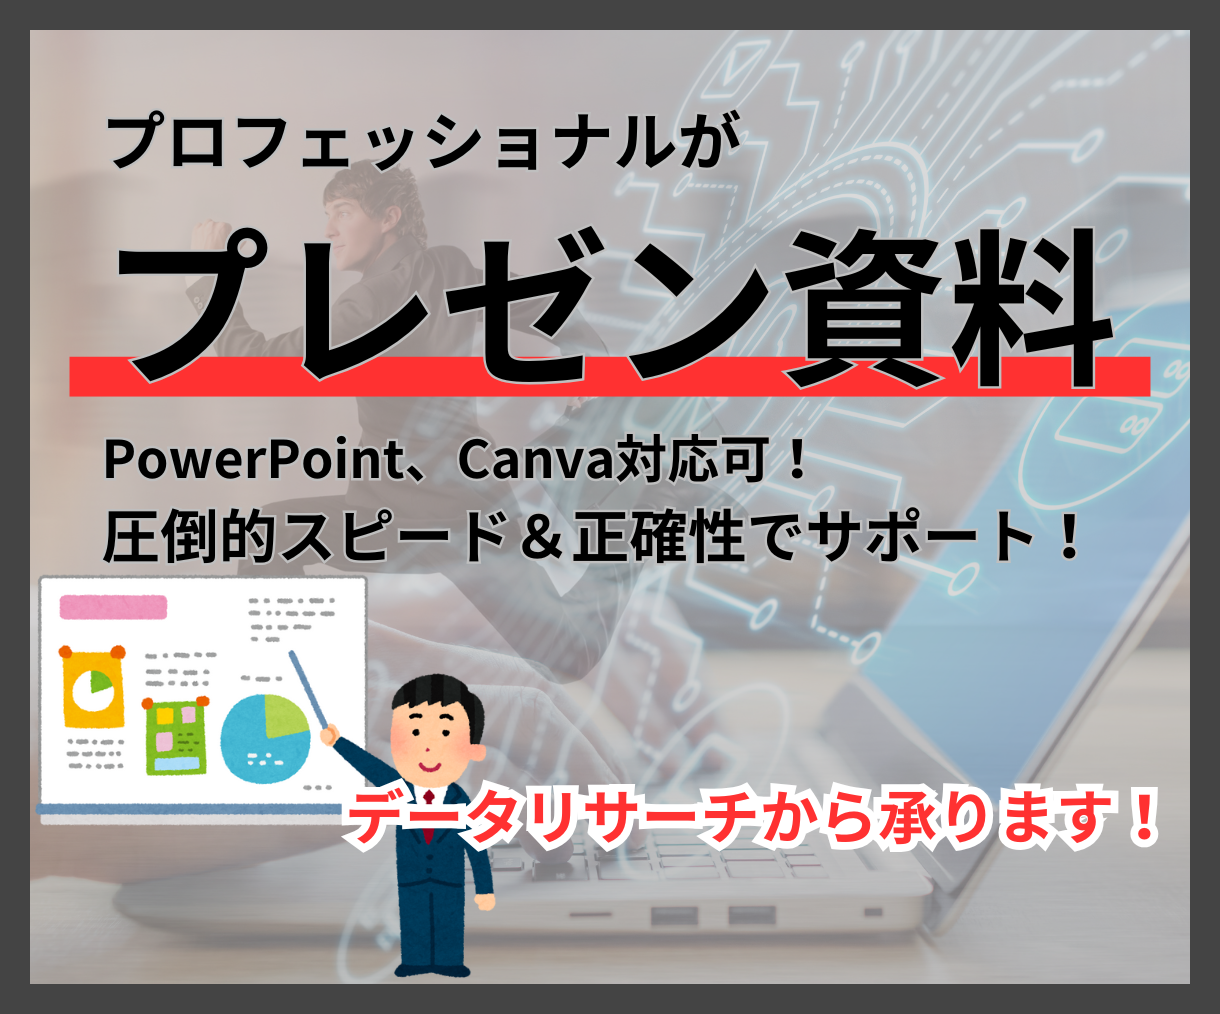 プロフェッショナルが
プレゼン資料
PowerPoint、Canva対応可！
圧倒的スピード＆正確性でサポート！
データリサーチから承ります！